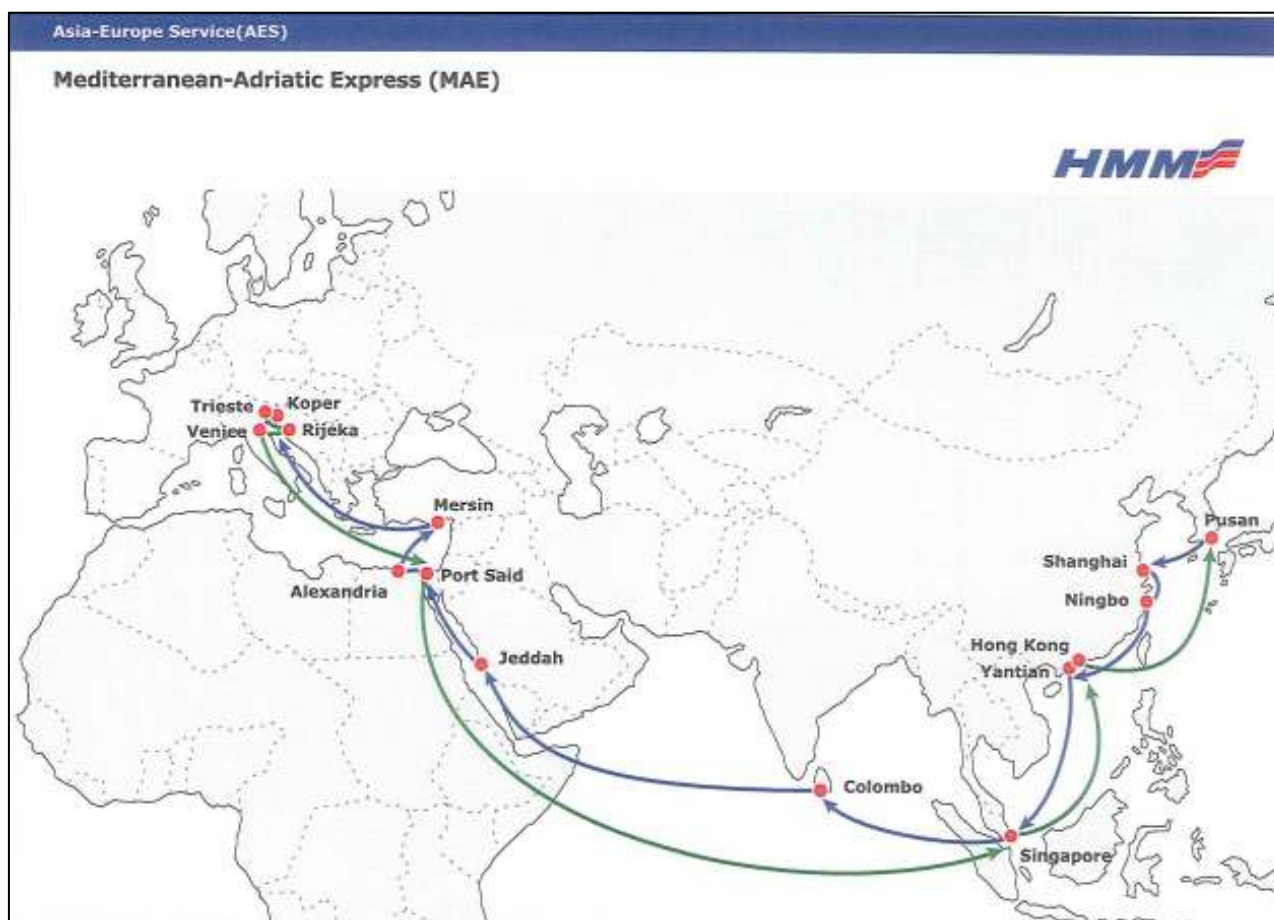 Asia-Europe Service(AES)
Mediterranean-Adriatic Express (MAE)
HMM
Trieste
Koper
Venice
Rijeka
Mersin
Pusan
Shanghai
Alexandria
Port Said
Ningbo
Hong Kong
Jeddah
Yantian
Colombo
Singapore